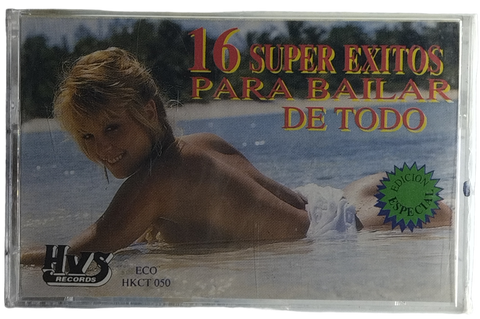 16 SUPER EXITOS
PARA BAILAR
DE TODO
EDICION
ESPECIAL
HVS
RECORDS
ECO
HKCT 050